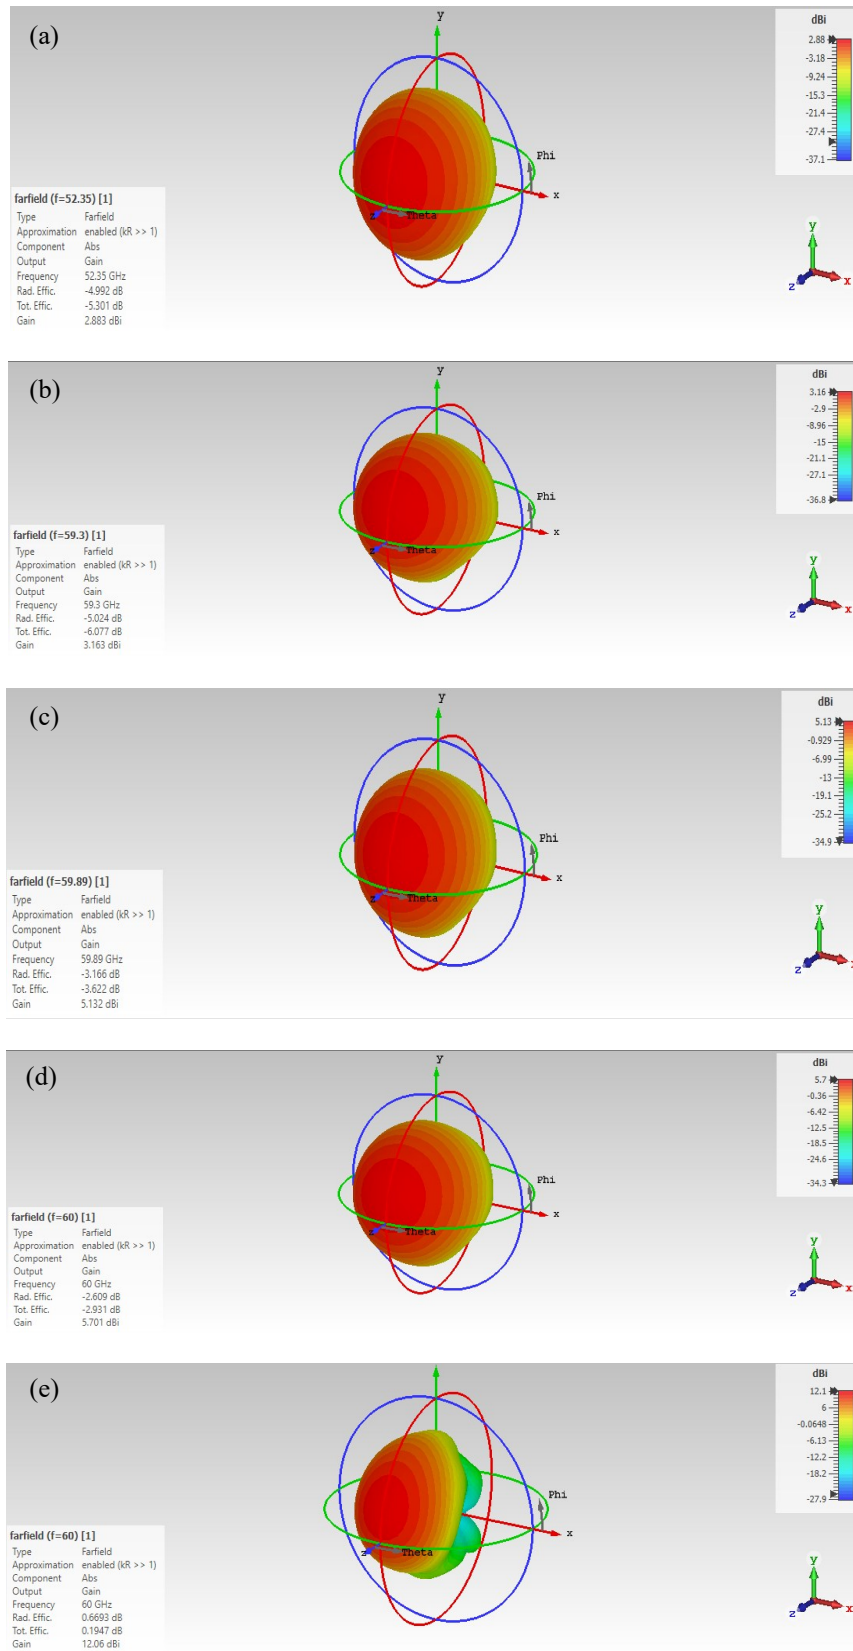 (a)
y
dBi
2.88
-3.18
-9.24
-15.3
-21.4
-27.4
-37.1
Phi
x
z
Theta
farfield (f=52.35) [1]
Type Farfield
Approximation enabled (kR >> 1)
Component Abs
Output Gain
Frequency 52.35 GHz
Rad. Effic. -4.992 dB
Tot. Effic. -5.301 dB
Gain 2.883 dBi
y
z
x
(b)
y
dBi
3.16
-2.9
-8.96
-15
-21.1
-27.1
-36.8
Phi
x
z
Theta
farfield (f=59.3) [1]
Type Farfield
Approximation enabled (kR >> 1)
Component Abs
Output Gain
Frequency 59.3 GHz
Rad. Effic. -5.024 dB
Tot. Effic. -6.077 dB
Gain 3.163 dBi
y
z
x
(c)
y
dBi
5.13
-0.929
-6.99
-13
-19.1
-25.2
-34.9
Phi
x
z
Theta
farfield (f=59.89) [1]
Type Farfield
Approximation enabled (kR >> 1)
Component Abs
Output Gain
Frequency 59.89 GHz
Rad. Effic. -3.166 dB
Tot. Effic. -3.622 dB
Gain 5.132 dBi
y
z
(d)
y
dBi
5.7
-0.36
-6.42
-12.5
-18.5
-24.6
-34.3
Phi
x
z
Theta
farfield (f=60) [1]
Type Farfield
Approximation enabled (kR >> 1)
Component Abs
Output Gain
Frequency 60 GHz
Rad. Effic. -2.609 dB
Tot. Effic. -2.931 dB
Gain 5.701 dBi
y
z
x
(e)
dBi
12.1
6
-0.0648
-6.13
-12.2
-18.2
-27.9
Phi
x
z
Theta
farfield (f=60) [1]
Type Farfield
Approximation enabled (kR >> 1)
Component Abs
Output Gain
Frequency 60 GHz
Rad. Effic. 0.6693 dB
Tot. Effic. 0.1947 dB
Gain 12.06 dBi
y
z
x